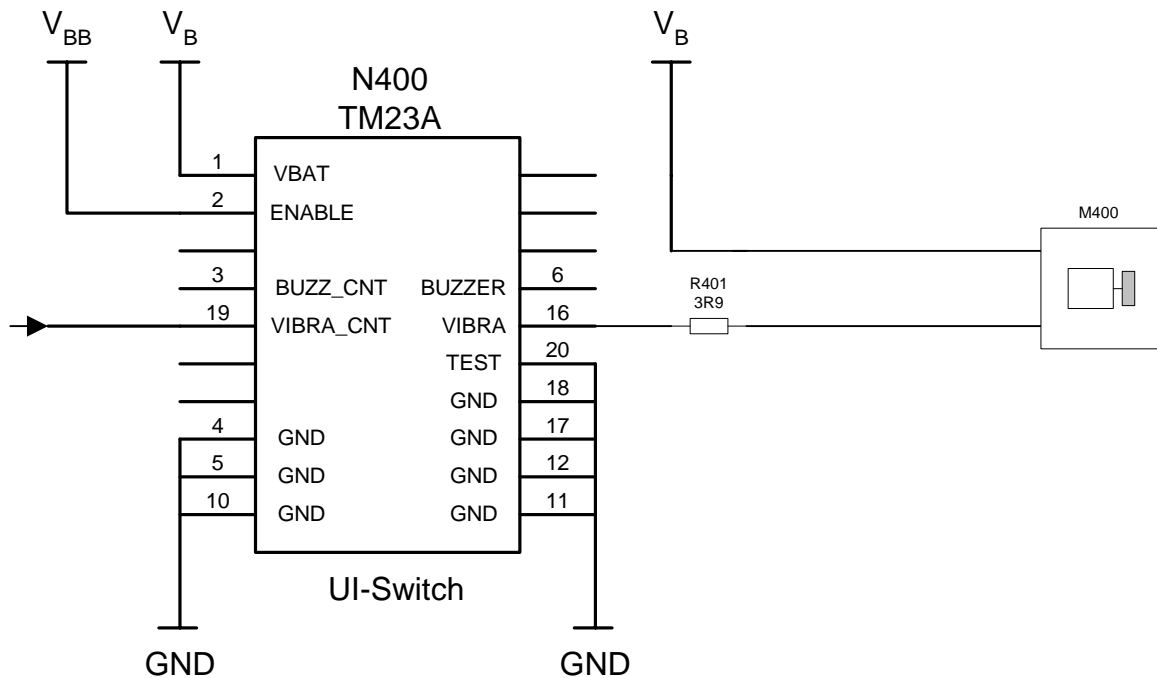 V_BB V_B V_B
N400
TM23A
1 VBAT
2 ENABLE
M400
3 BUZZ_CNT BUZZER 6
R401
3R9
19 VIBRA_CNT VIBRA 16
TEST 20
GND 18
4 GND GND 17
5 GND GND 12
10 GND GND 11
UI-Switch
GND GND